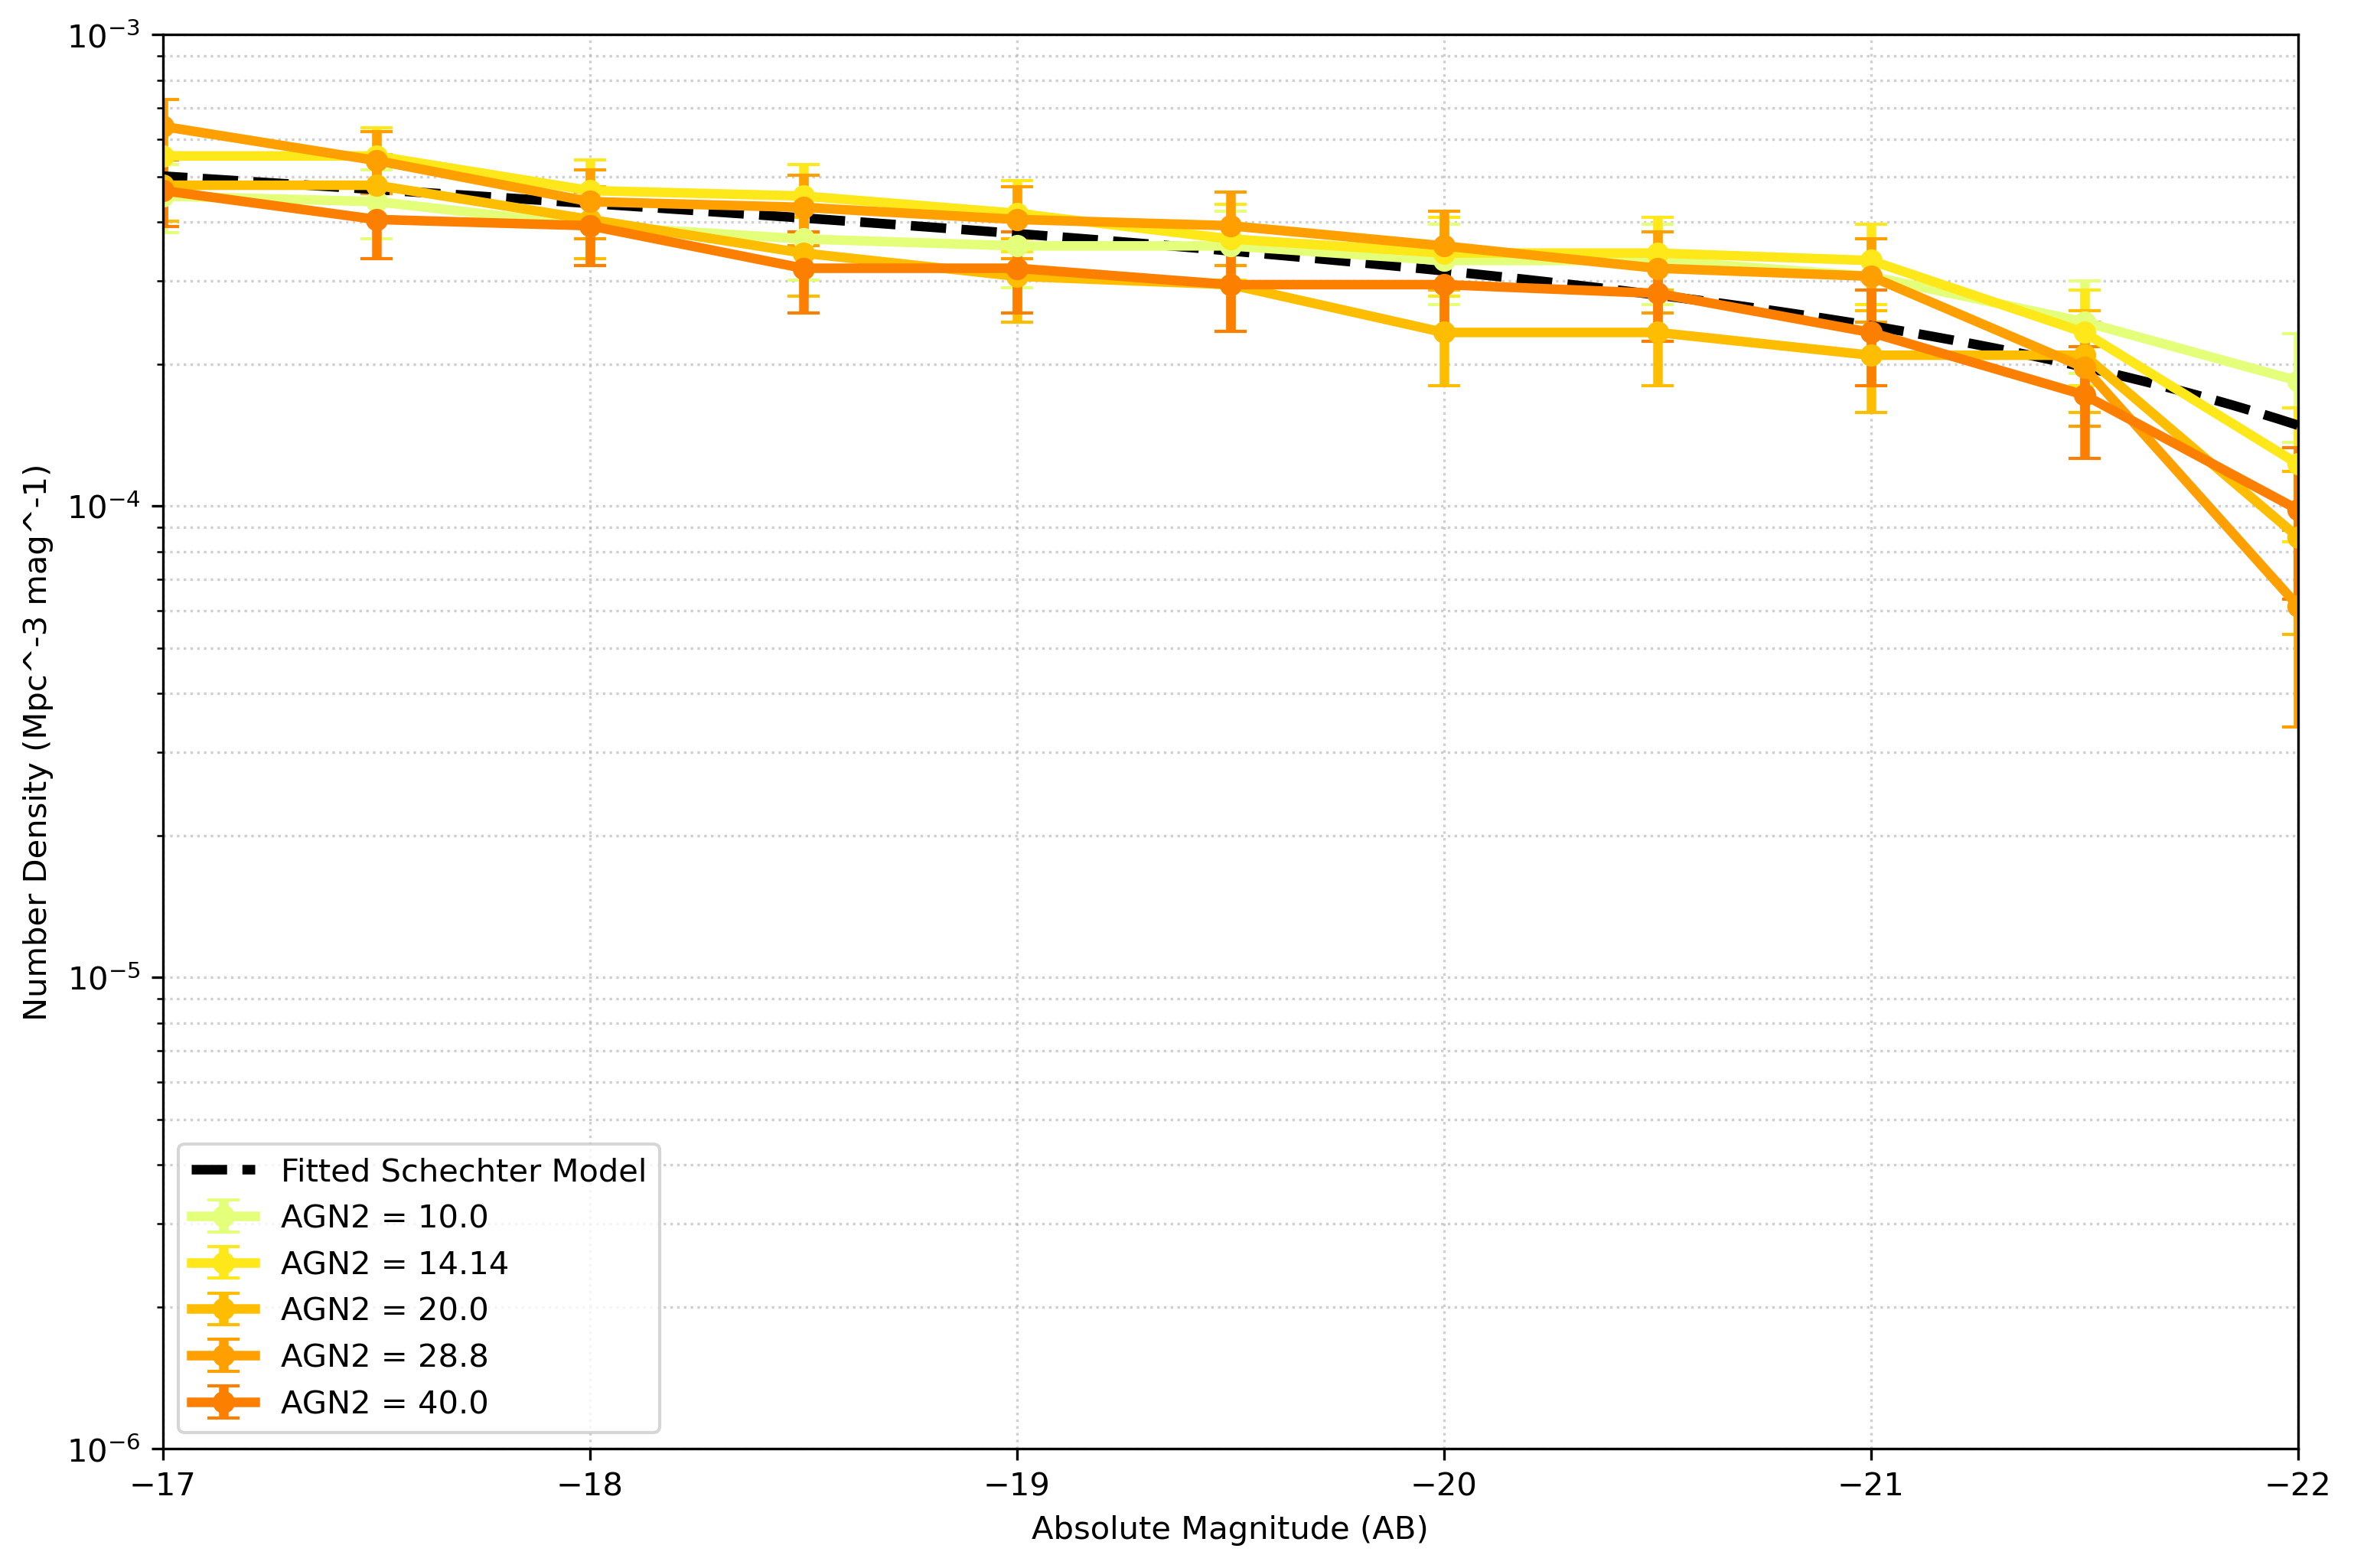 Number Density (Mpc^-3 mag^-1)
10⁻³
10⁻⁴
10⁻⁵
10⁻⁶
Fitted Schechter Model
AGN2 = 10.0
AGN2 = 14.14
AGN2 = 20.0
AGN2 = 28.8
AGN2 = 40.0
−17
−18
−19
−20
−21
−22
Absolute Magnitude (AB)